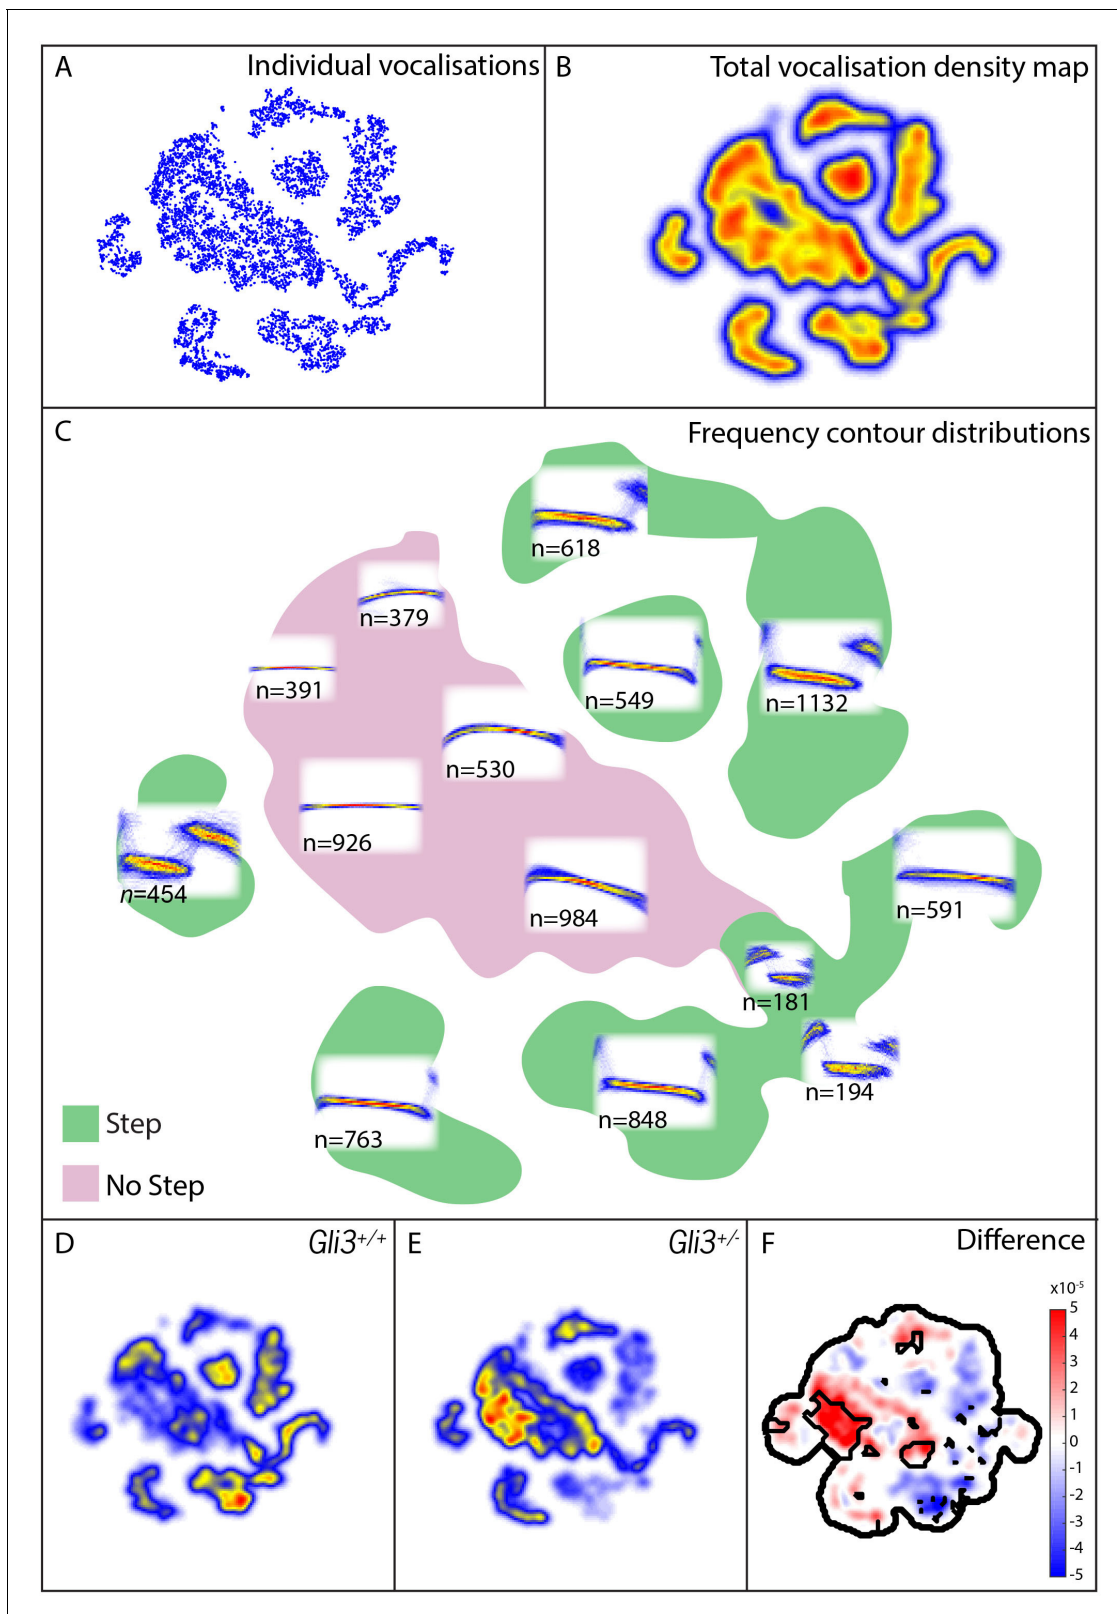 A
Individual vocalisations
B
Total vocalisation density map
C
Frequency contour distributions
n=618
n=379
n=391
n=549
n=1132
n=530
n=926
n=454
n=984
n=591
n=181
n=194
n=848
n=763
Step
No Step
D
Gli3+/+
E
Gli3+/-
F
Difference
x10-5
5
4
3
2
1
0
-1
-2
-3
-4
-5